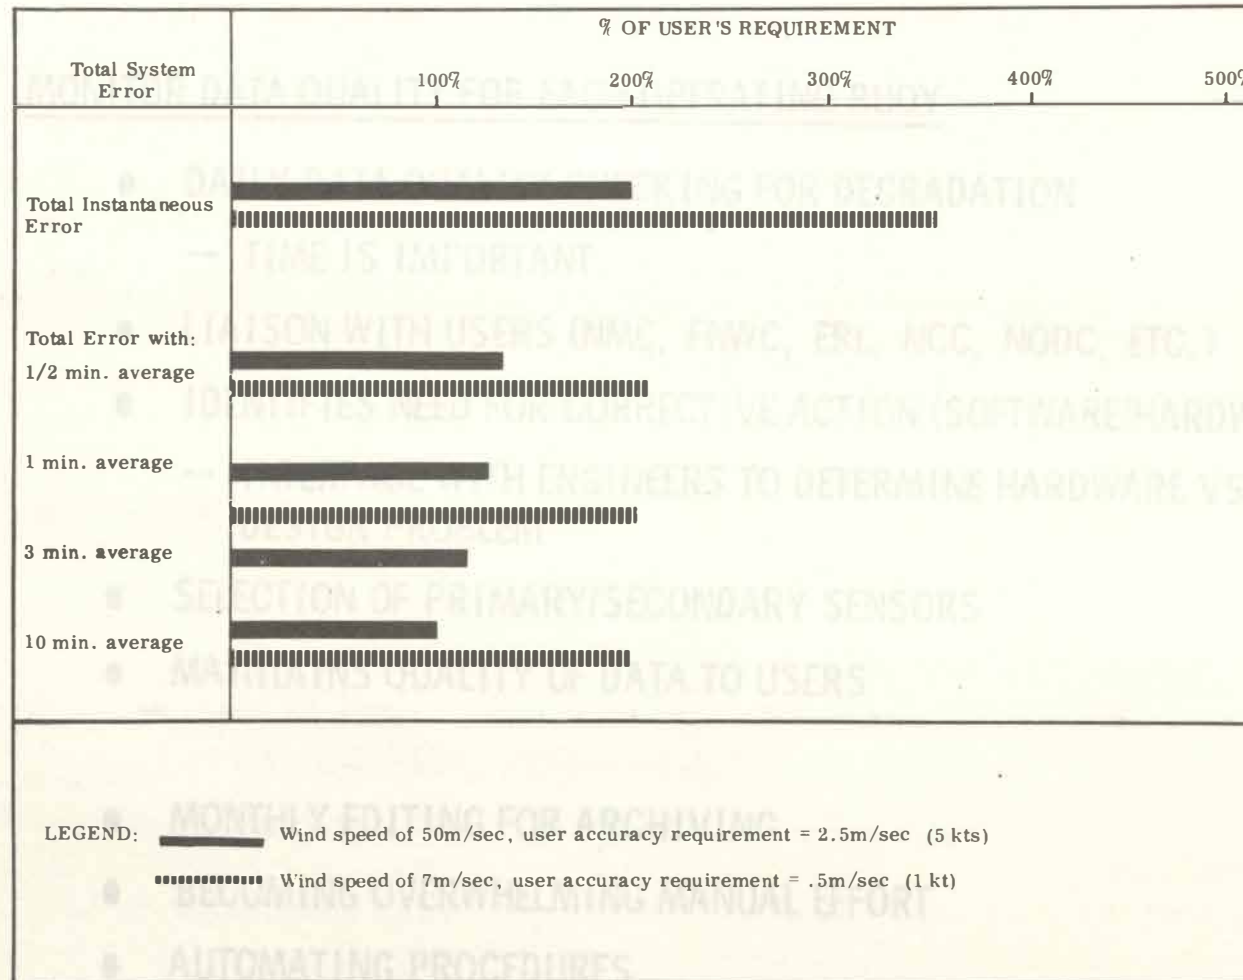 % OF USER'S REQUIREMENT
Total System
Error
100% 200% 300% 400% 500%
Total Instantaneous
Error
Total Error with:
1/2 min. average
1 min. average
3 min. average
10 min. average
LEGEND: Wind speed of 50m/sec, user accuracy requirement = 2.5m/sec (5 kts)
Wind speed of 7m/sec, user accuracy requirement = .5m/sec (1 kt)
MONITOR DATA QUALITY FOR EACH OPERATING BUOY
DAILY DATA QUALITY CHECKING FOR DEGRADATION
-- TIME IS IMPORTANT
LIAISON WITH USERS (NMC, FNWC, ERL, NCC, NODC, ETC.)
IDENTIFIES NEED FOR CORRECTIVE ACTION (SOFTWARE/HARDW
-- INTERFACE WITH ENGINEERS TO DETERMINE HARDWARE VS
DESIGN PROBLEM
SELECTION OF PRIMARY/SECONDARY SENSORS
MAINTAINS QUALITY OF DATA TO USERS
MONTHLY EDITING FOR ARCHIVING
BECOMING OVERWHELMING MANUAL EFFORT
AUTOMATING PROCEDURES